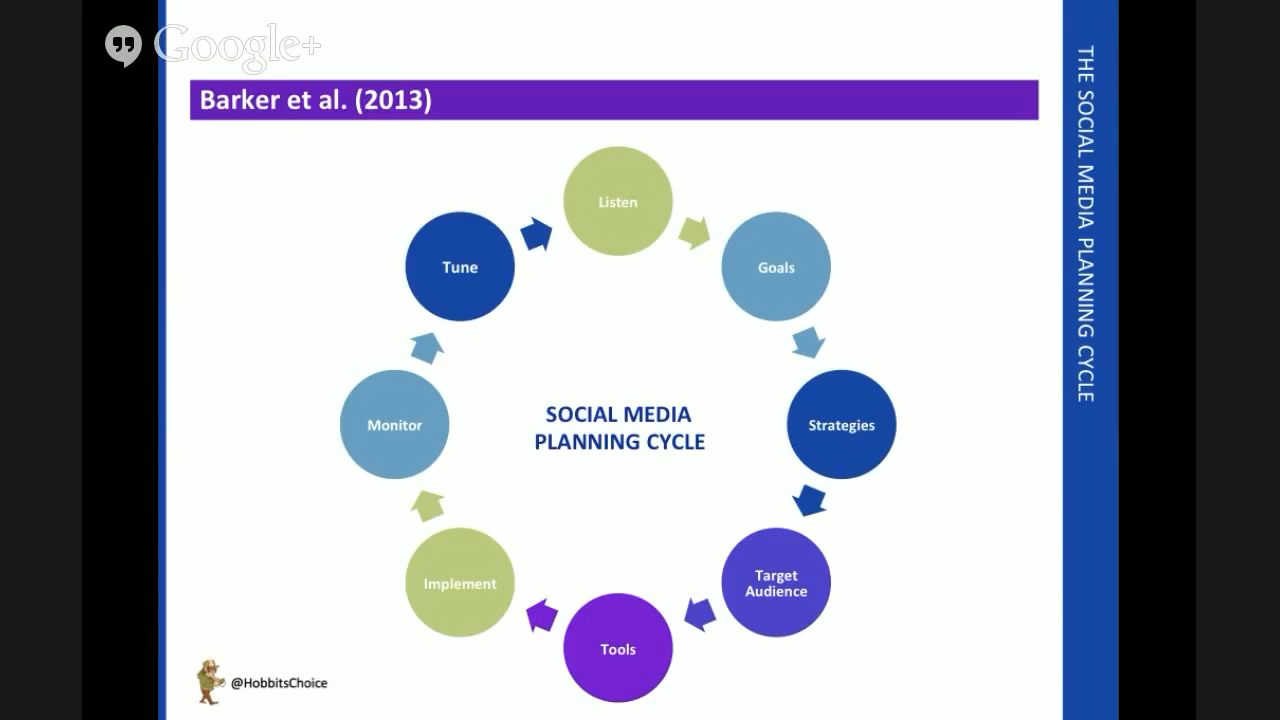 Google+
Barker et al. (2013)
THE SOCIAL MEDIA PLANNING CYCLE
Listen
Goals
Strategies
Target
Audience
Tools
Implement
Monitor
Tune
SOCIAL MEDIA
PLANNING CYCLE
@HobbitsChoice